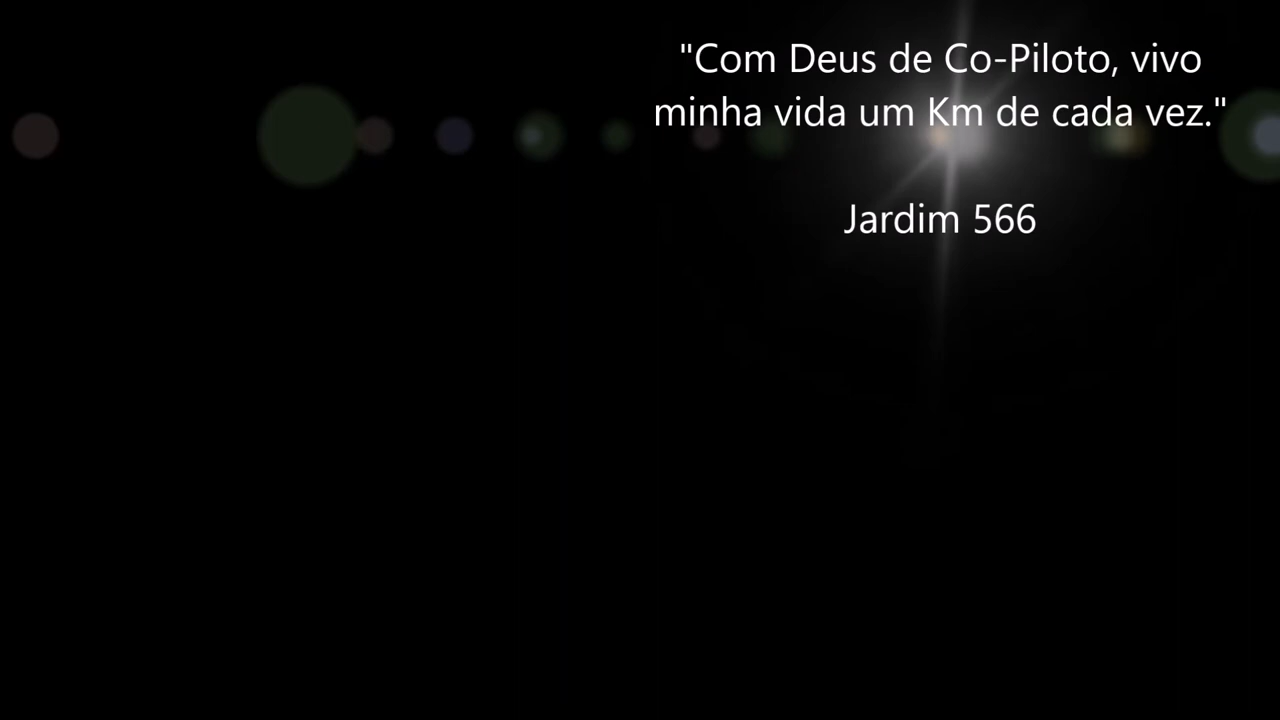 "Com Deus de Co-Piloto, vivo
minha vida um Km de cada vez."
Jardim 566